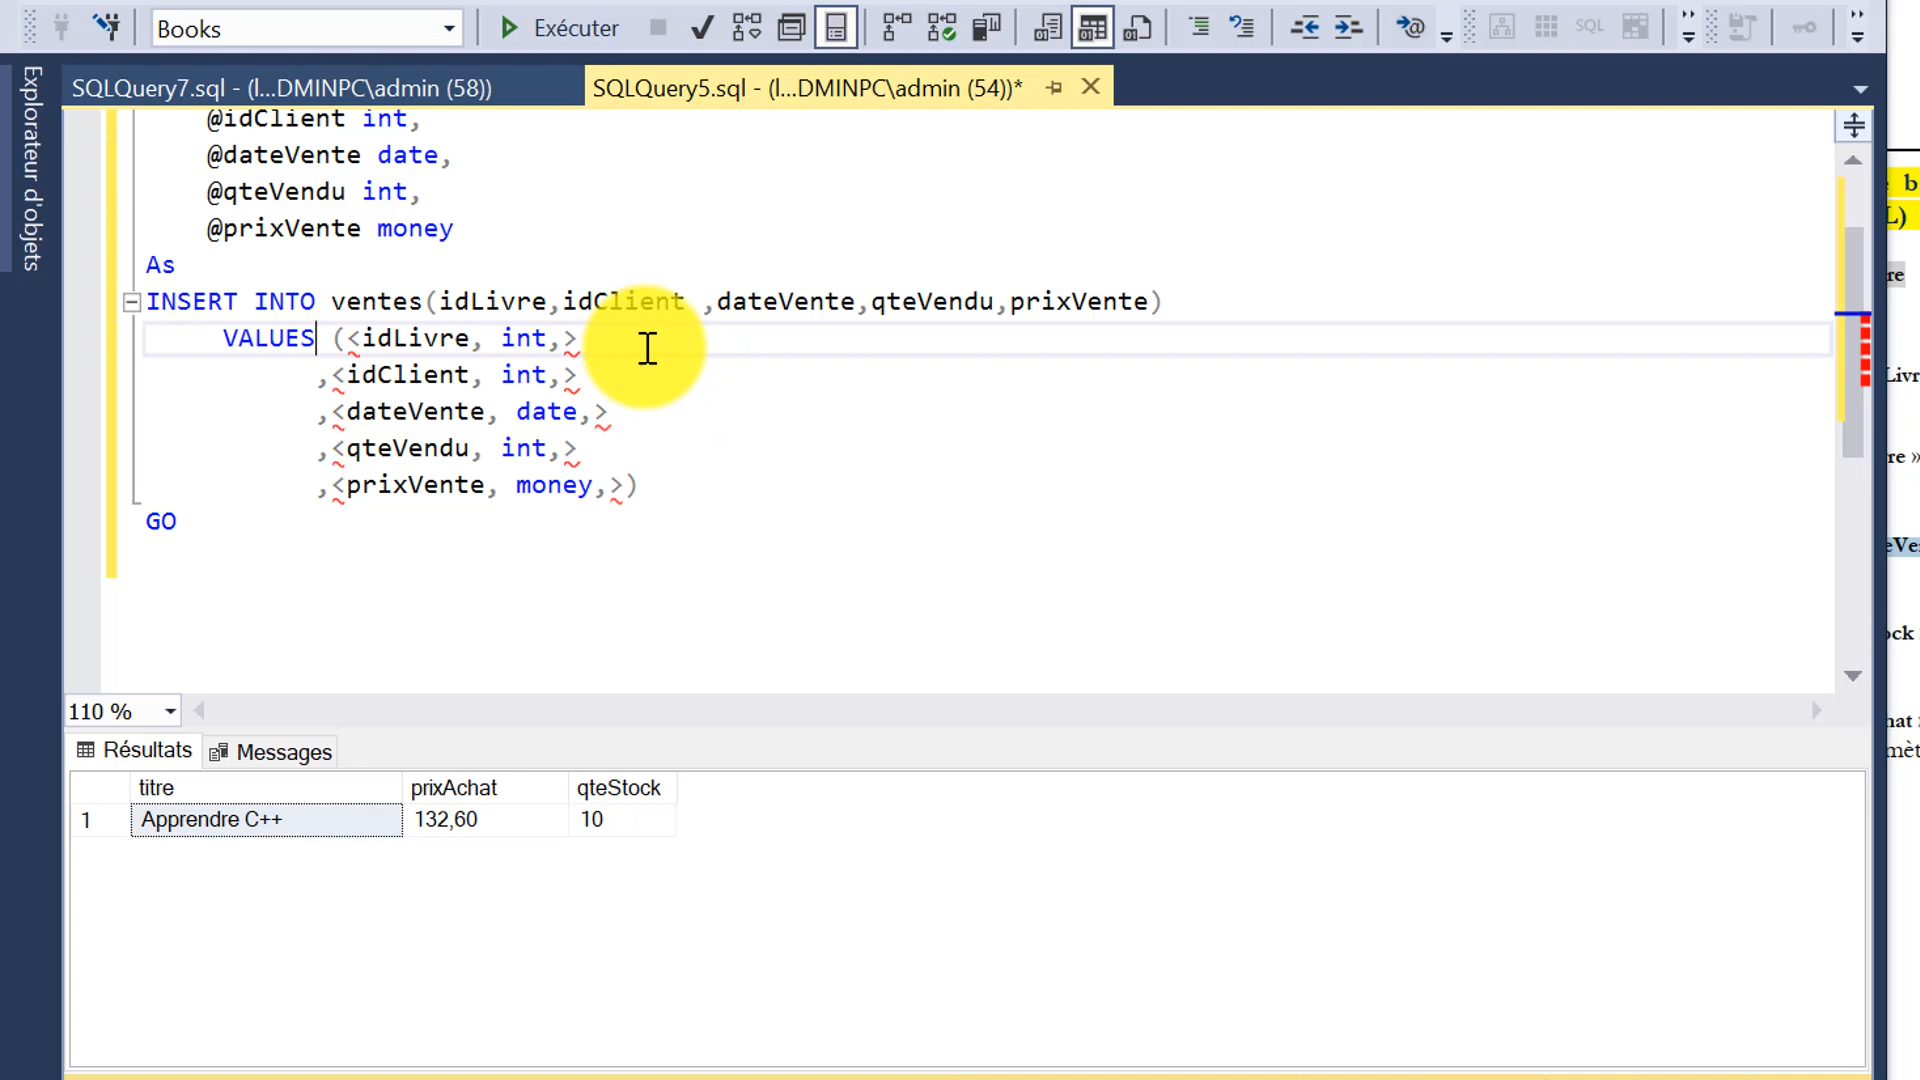 Books
Exécuter
SQL
SQLQuery7.sql - (l...DMINPC\admin (58))
SQLQuery5.sql - (l...DMINPC\admin (54))*
Explorateur d'objets
@idClient int,
@dateVente date,
@qteVendu int,
@prixVente money
As
INSERT INTO ventes(idLivre,idClient ,dateVente,qteVendu,prixVente)
VALUES (<idLivre, int,>
,<idClient, int,>
,<dateVente, date,>
,<qteVendu, int,>
,<prixVente, money,>)
GO
110 %
Résultats
Messages
titre prixAchat qteStock
1 Apprendre C++ 132,60 10